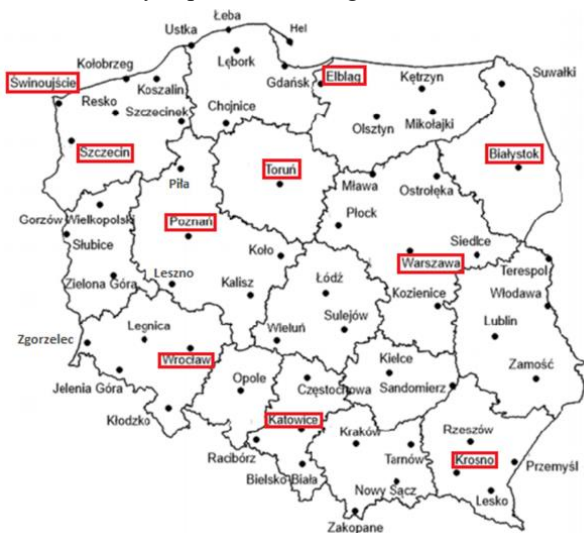 Łeba
Ustka
Hel
Kołobrzeg
Lębork
Koszalin
Gdańsk
Elbląg
Kętrzyn
Suwałki
Świnoujście
Resko
Szczecinek
Chojnice
Olsztyn
Mikołajki
Szczecin
Toruń
Białystok
Piła
Mława
Ostrołęka
Gorzów Wielkopolski
Poznań
Płock
Słubice
Koło
Siedlce
Warszawa
Terespol
Zielona Góra
Leszno
Kalisz
Łódź
Kozienice
Włodawa
Zgorzelec
Legnica
Wieluń
Sulejów
Lublin
Wrocław
Kielce
Zamość
Jelenia Góra
Opole
Częstochowa
Sandomierz
Kłodzko
Katowice
Kraków
Rzeszów
Racibórz
Tarnów
Krosno
Przemyśl
Bielsko-Biała
Nowy Sącz
Lesko
Zakopane